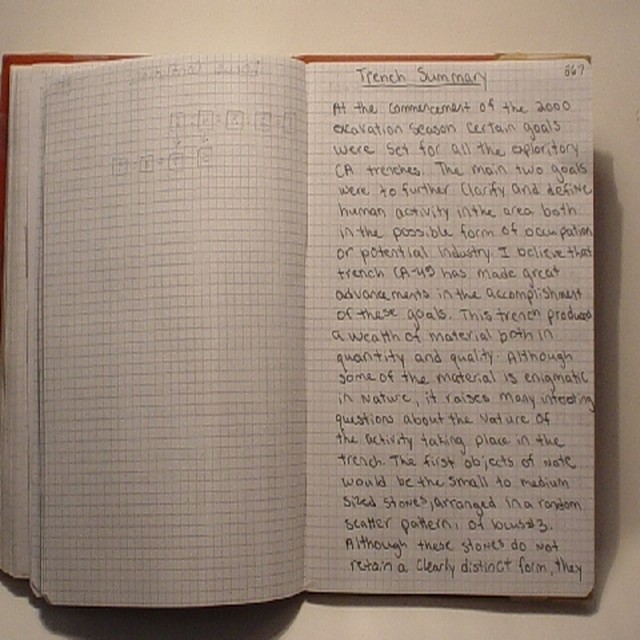 Trench Summary
367
At the commencement of the 2000
excavation season certain goals
were set for all the exploritory
CA trenches. The main two goals
were to further clarify and define
human activity in the area both
in the possible form of occupation
or potential industry. I believe that
trench CA-45 has made great
advancements in the accomplishment
of these goals. This trench produced
a wealth of material both in
quantity and quality. Although
some of the material is enigmatic
in nature, it raises many intresting
questions about the nature of
the activity taking place in the
trench. The first objects of note
would be the small to medium
sized stones, arranged in a random
scatter pattern, of locus #3.
Although these stones do not
retain a clearly distinct form, they